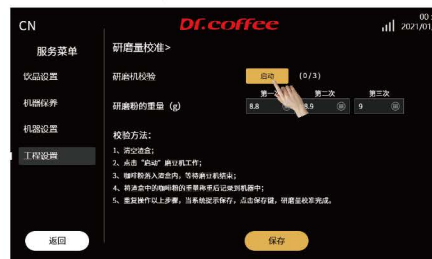 CN
Dr.coffee
00:
2021/01/
服务菜单
研磨量校准>
饮品设置
研磨机校验
启动
(0/3)
第一次
第二次
第三次
机器保养
研磨粉的重量（g）
8.8
8.9
9
机器设置
校验方法：
1、清空渣盒；
工程设置
2、点击“启动”磨豆机工作；
3、咖啡粉落入渣盒内，等待磨豆机结束；
4、将渣盒中的咖啡粉的重量称重后记录到机器中；
5、重复操作以上步骤，当系统提示保存，点击保存键，研磨量校准完成。
返回
保存